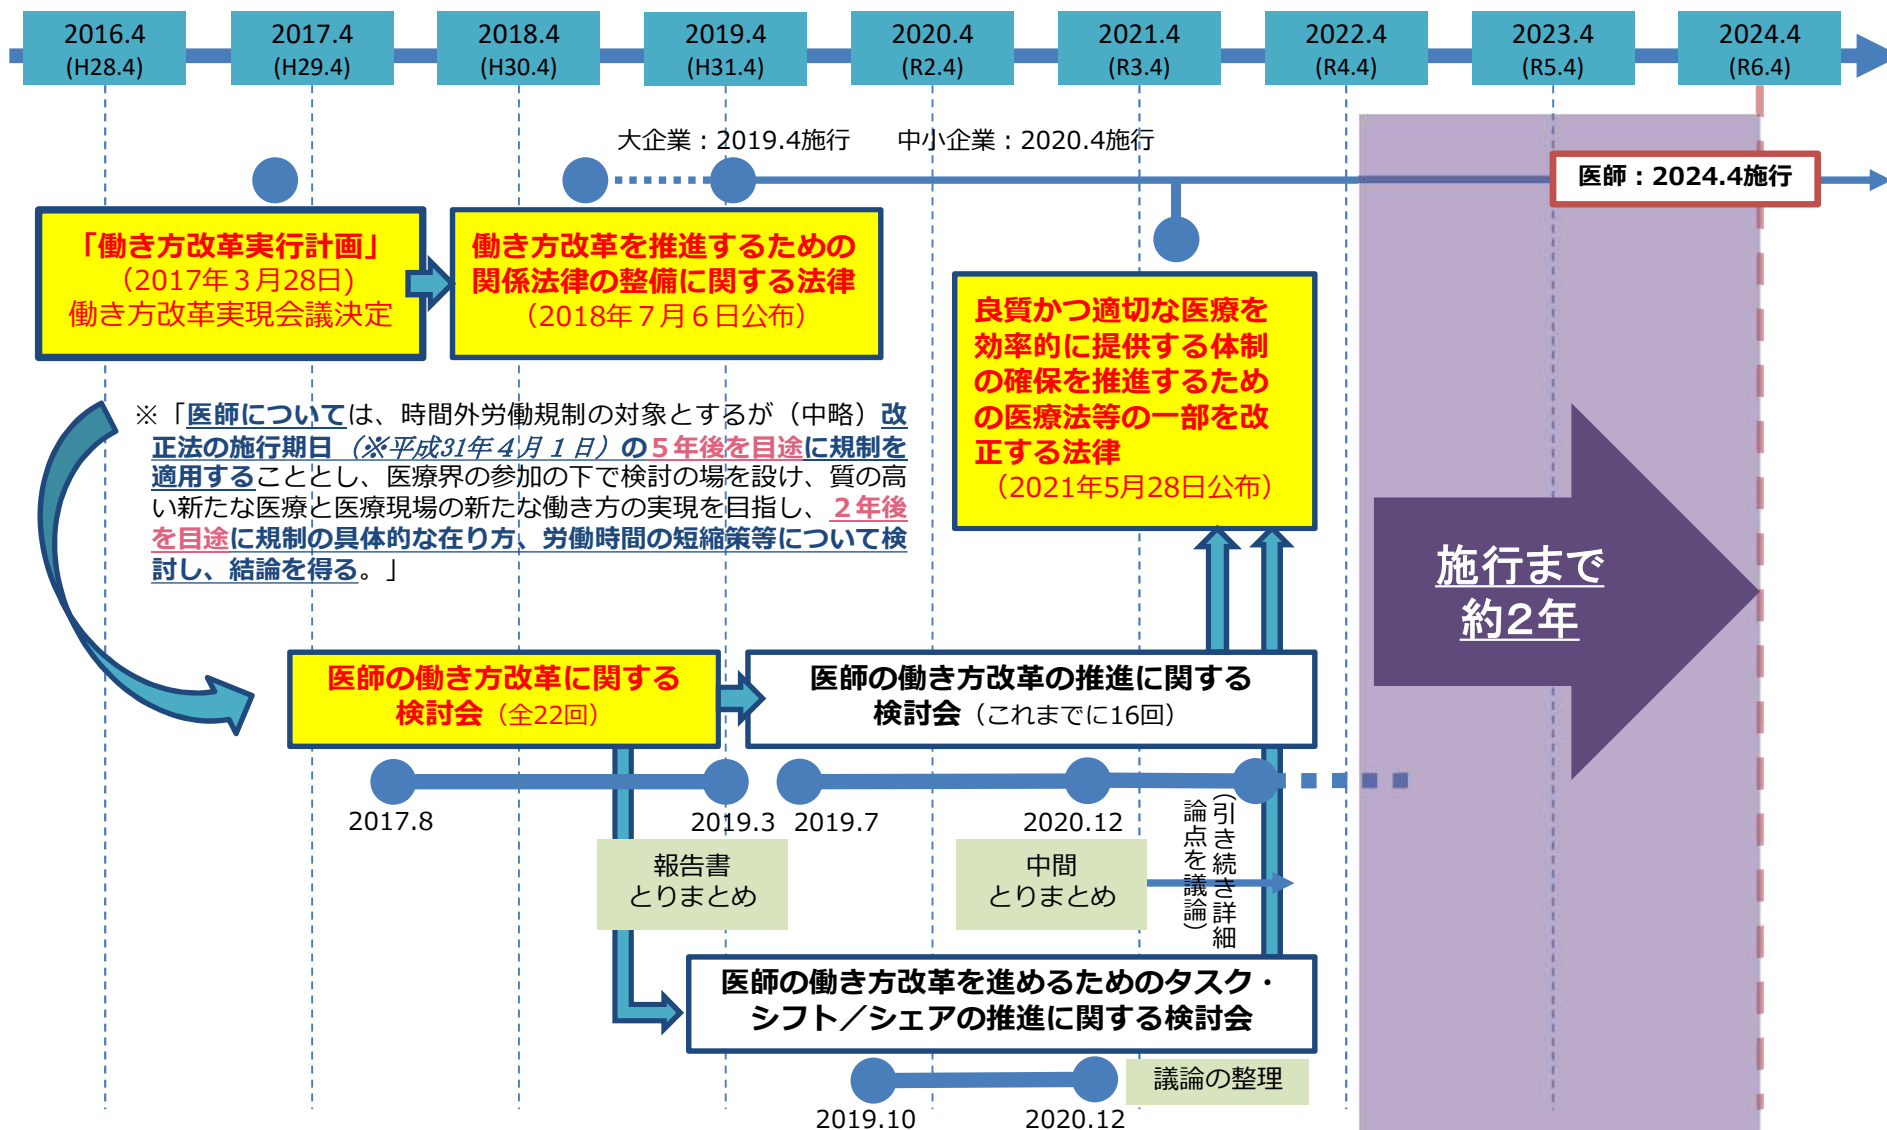 2016.4
(H28.4)
2017.4
(H29.4)
2018.4
(H30.4)
2019.4
(H31.4)
2020.4
(R2.4)
2021.4
(R3.4)
2022.4
(R4.4)
2023.4
(R5.4)
2024.4
(R6.4)
大企業：2019.4施行
中小企業：2020.4施行
医師：2024.4施行
「働き方改革実行計画」
（2017年３月28日)
働き方改革実現会議決定
働き方改革を推進するための
関係法律の整備に関する法律
（2018年７月６日公布）
良質かつ適切な医療を
効率的に提供する体制
の確保を推進するため
の医療法等の一部を改
正する法律
（2021年5月28日公布）
※「医師については、時間外労働規制の対象とするが（中略）改
正法の施行期日（※平成31年４月１日）の５年後を目途に規制を
適用することとし、医療界の参加の下で検討の場を設け、質の高
い新たな医療と医療現場の新たな働き方の実現を目指し、２年後
を目途に規制の具体的な在り方、労働時間の短縮策等について検
討し、結論を得る。」
施行まで
約２年
医師の働き方改革に関する
検討会（全22回）
医師の働き方改革の推進に関する
検討会（これまでに16回）
2017.8
2019.3
2019.7
2020.12
（引き続き詳細
論点を議論）
報告書
とりまとめ
中間
とりまとめ
医師の働き方改革を進めるためのタスク・
シフト／シェアの推進に関する検討会
2019.10
2020.12
議論の整理